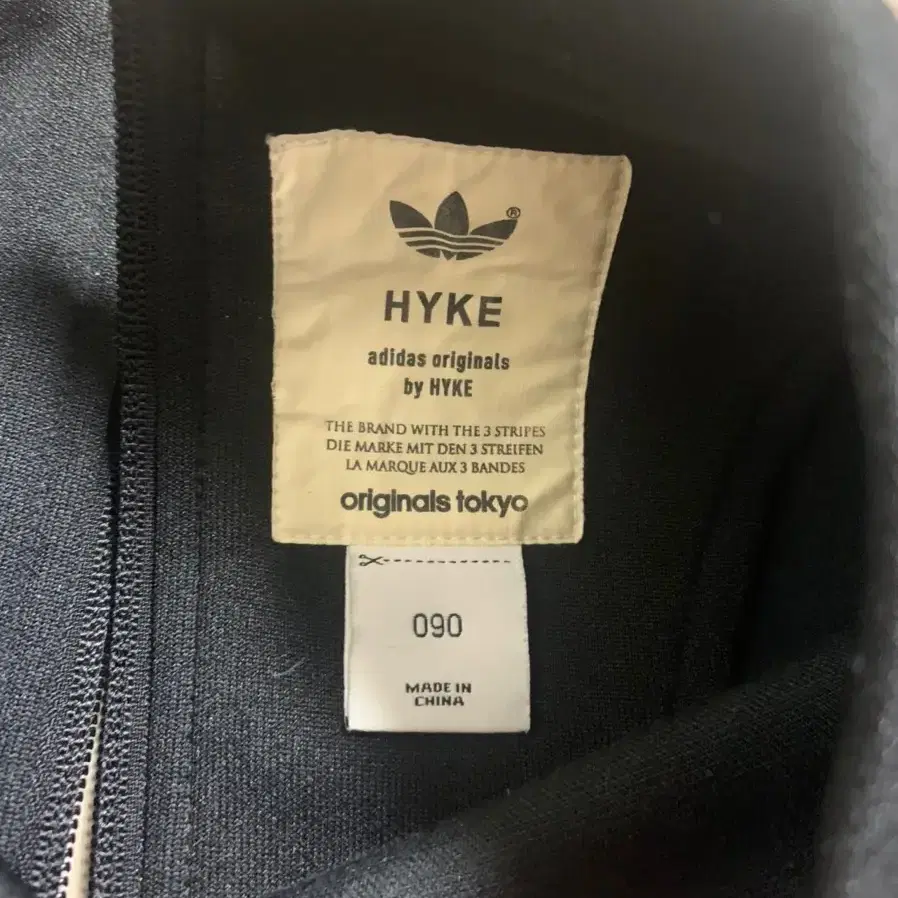 ®
HYKE
adidas originals
by HYKE
THE BRAND WITH THE 3 STRIPES
DIE MARKE MIT DEN 3 STREIFEN
LA MARQUE AUX 3 BANDES
originals tokyo
090
MADE IN
CHINA